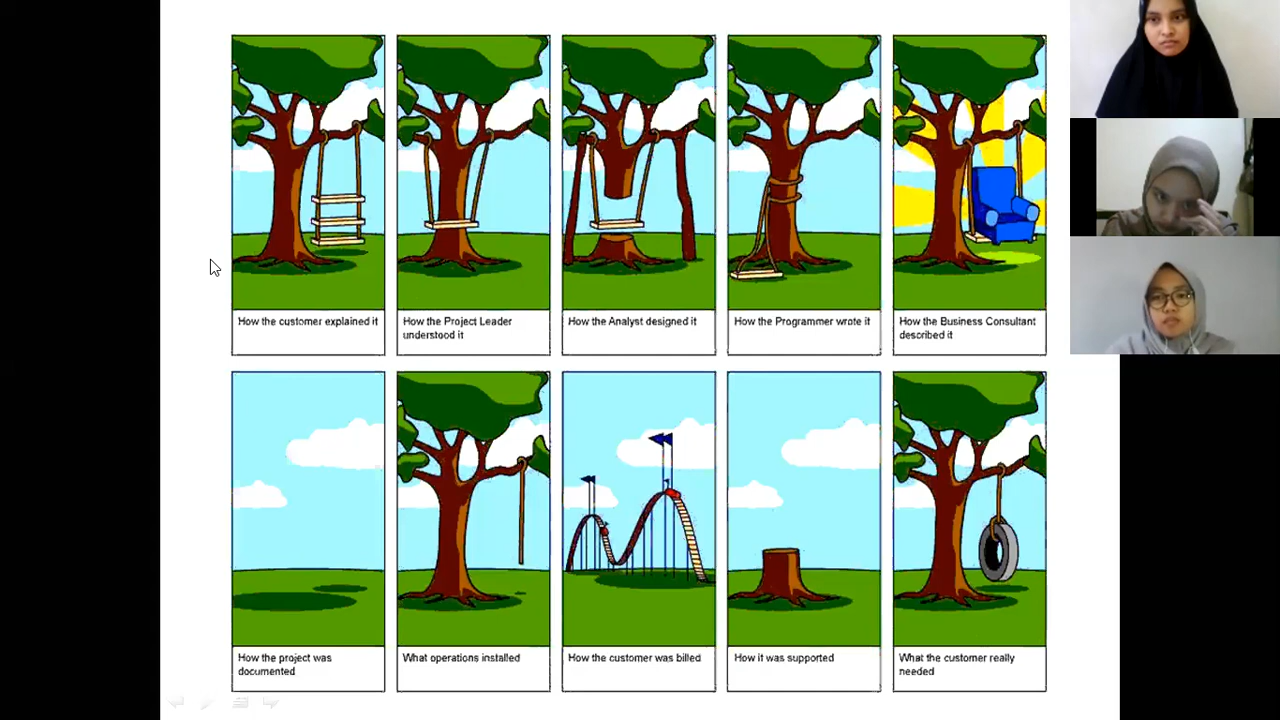 How the customer explained it
How the Project Leader
understood it
How the Analyst designed it
How the Programmer wrote it
How the Business Consultant
described it
How the project was
documented
What operations installed
How the customer was billed
How it was supported
What the customer really
needed